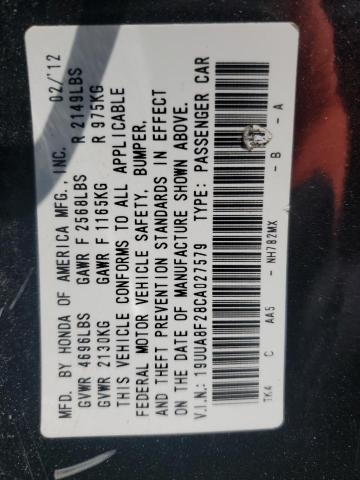 MFD. BY HONDA OF AMERICA MFG., INC. 02/'12
GVWR 4696LBS GAWR F 2568LBS R 2149LBS
GVWR 2130KG GAWR F 1165KG R 975KG
THIS VEHICLE CONFORMS TO ALL APPLICABLE
FEDERAL MOTOR VEHICLE SAFETY, BUMPER,
AND THEFT PREVENTION STANDARDS IN EFFECT
ON THE DATE OF MANUFACTURE SHOWN ABOVE.
V.I.N.: 19UUA8F28CA027579 TYPE: PASSENGER CAR
TK4 C AA5 - NH782MX - B - A